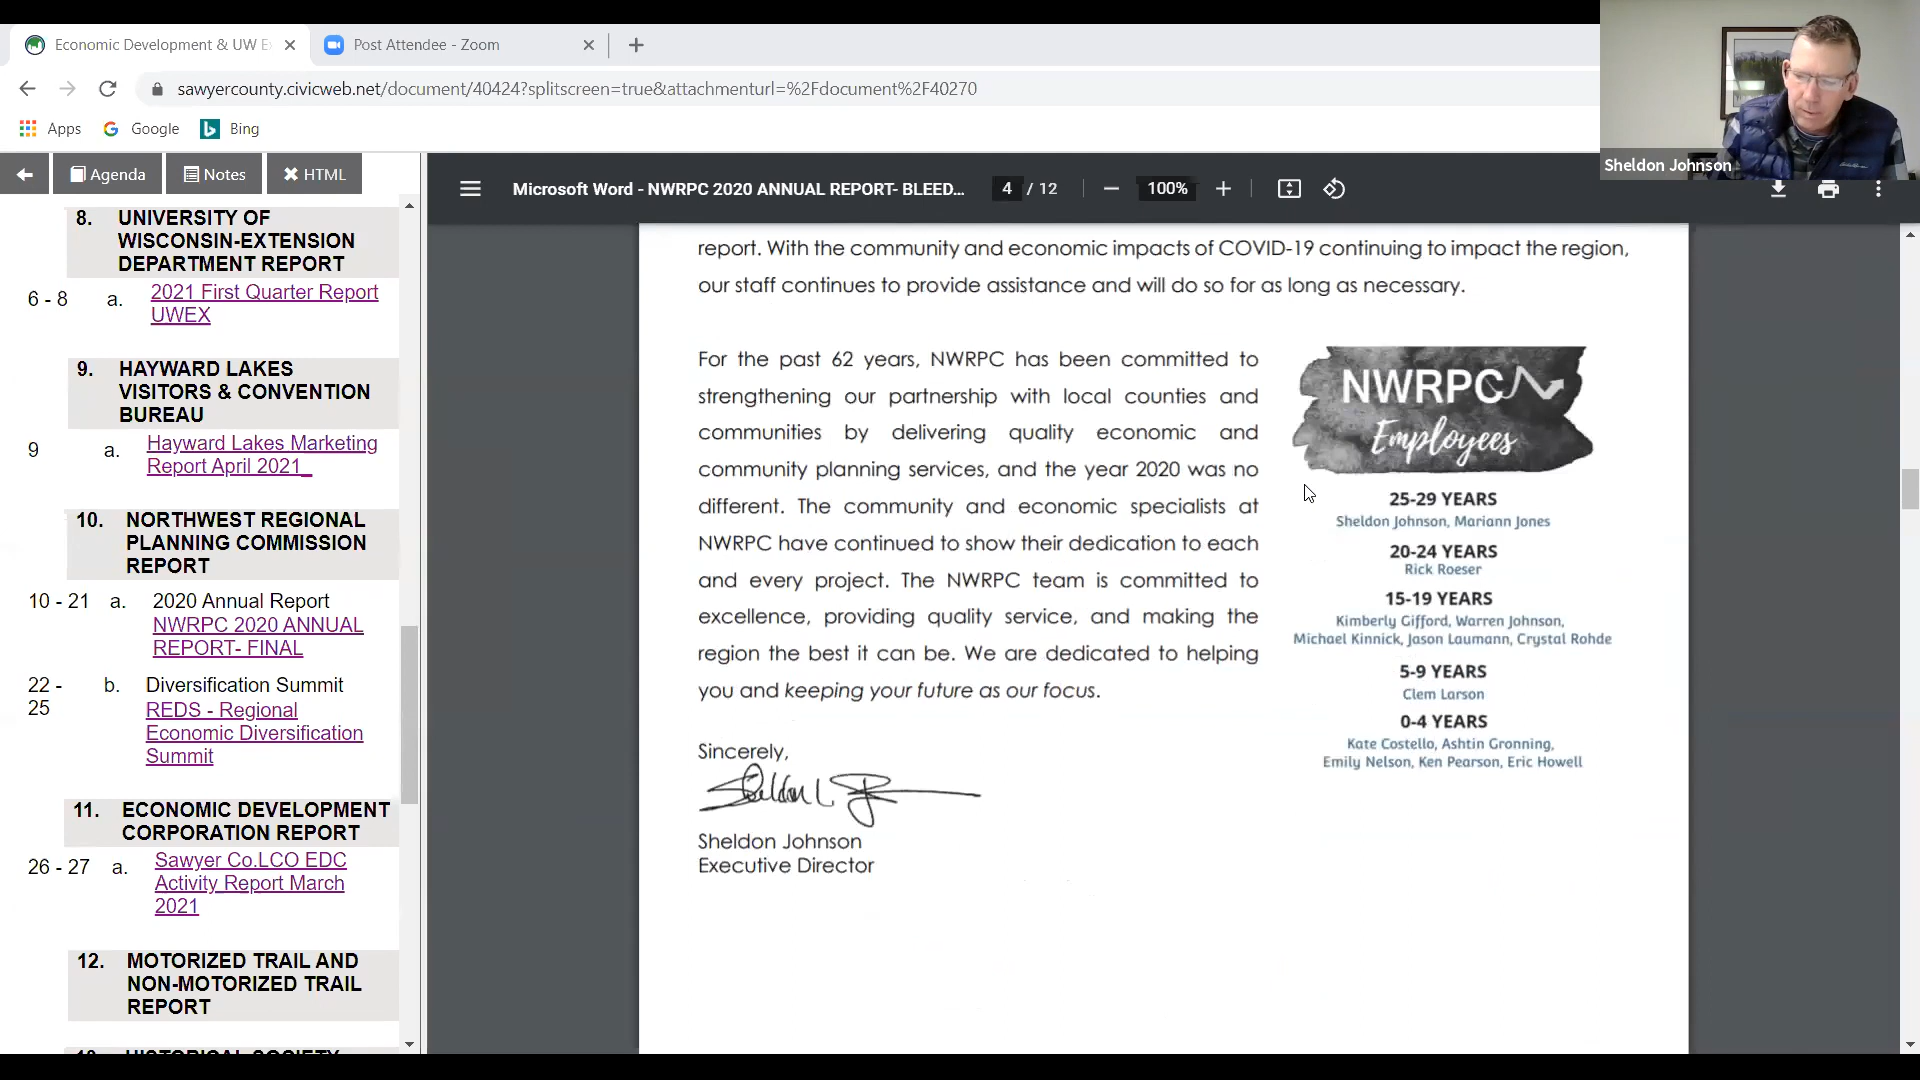 Economic Development & UW E
Post Attendee - Zoom
sawyercounty.civicweb.net/document/40424?splitscreen=true&attachmenturl=%2Fdocument%2F40270
Apps
Google
Bing
Sheldon Johnson
Agenda
Notes
HTML
Microsoft Word - NWRPC 2020 ANNUAL REPORT- BLEED...
4 / 12
100%
8. UNIVERSITY OF
WISCONSIN-EXTENSION
DEPARTMENT REPORT
6 - 8 a. 2021 First Quarter Report
UWEX
9. HAYWARD LAKES
VISITORS & CONVENTION
BUREAU
9 a. Hayward Lakes Marketing
Report April 2021_
10. NORTHWEST REGIONAL
PLANNING COMMISSION
REPORT
10 - 21 a. 2020 Annual Report
NWRPC 2020 ANNUAL
REPORT- FINAL
22 - b. Diversification Summit
25 REDS - Regional
Economic Diversification
Summit
11. ECONOMIC DEVELOPMENT
CORPORATION REPORT
26 - 27 a. Sawyer Co.LCO EDC
Activity Report March
2021
12. MOTORIZED TRAIL AND
NON-MOTORIZED TRAIL
REPORT
HISTORICAL SOCIETY
report. With the community and economic impacts of COVID-19 continuing to impact the region,
our staff continues to provide assistance and will do so for as long as necessary.
For the past 62 years, NWRPC has been committed to
strengthening our partnership with local counties and
communities by delivering quality economic and
community planning services, and the year 2020 was no
different. The community and economic specialists at
NWRPC have continued to show their dedication to each
and every project. The NWRPC team is committed to
excellence, providing quality service, and making the
region the best it can be. We are dedicated to helping
you and keeping your future as our focus.
Sincerely,
Sheldon L
Sheldon Johnson
Executive Director
NWRPC
Employees
25-29 YEARS
Sheldon Johnson, Mariann Jones
20-24 YEARS
Rick Roeser
15-19 YEARS
Kimberly Gifford, Warren Johnson,
Michael Kinnick, Jason Laumann, Crystal Rohde
5-9 YEARS
Clem Larson
0-4 YEARS
Kate Costello, Ashtin Gronning,
Emily Nelson, Ken Pearson, Eric Howell